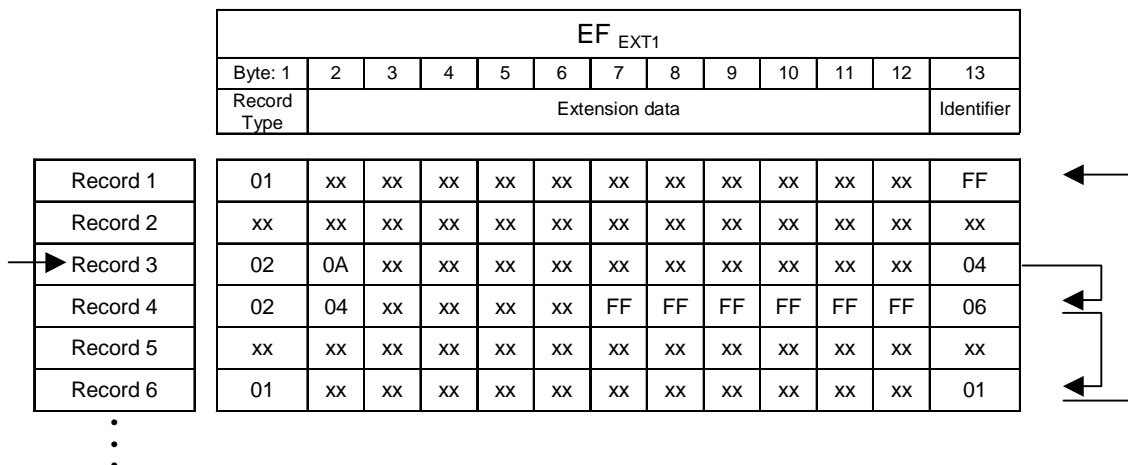 EF EXT1
Byte: 1 2 3 4 5 6 7 8 9 10 11 12 13
Record Type Extension data Identifier
Record 1 01 xx xx xx xx xx xx xx xx xx xx xx FF
Record 2 xx xx xx xx xx xx xx xx xx xx xx xx xx
Record 3 02 0A xx xx xx xx xx xx xx xx xx xx 04
Record 4 02 04 xx xx xx xx FF FF FF FF FF FF 06
Record 5 xx xx xx xx xx xx xx xx xx xx xx xx xx
Record 6 01 xx xx xx xx xx xx xx xx xx xx xx 01